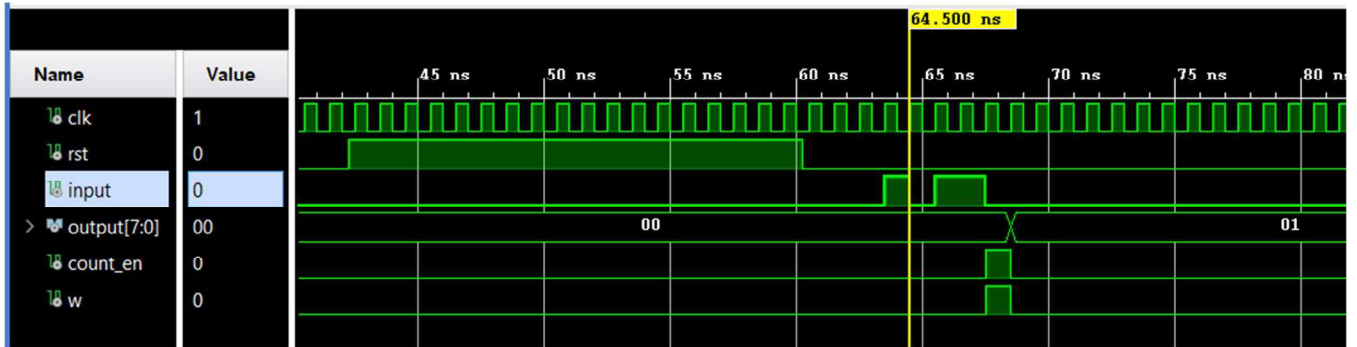 64.500 ns
Name Value
45 ns 50 ns 55 ns 60 ns 65 ns 70 ns 75 ns 80 n
clk 1
rst 0
input 0
output[7:0] 00 00 01
count_en 0
w 0